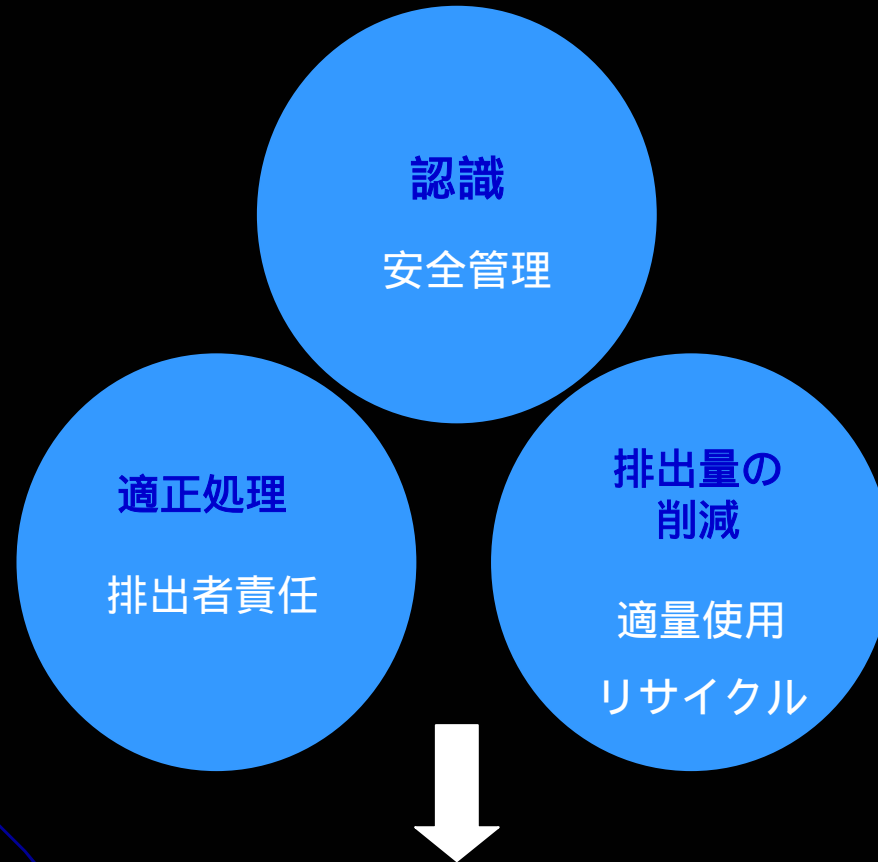 認識
安全管理
適正処理
排出者責任
排出量の
削減
適量使用
リサイクル